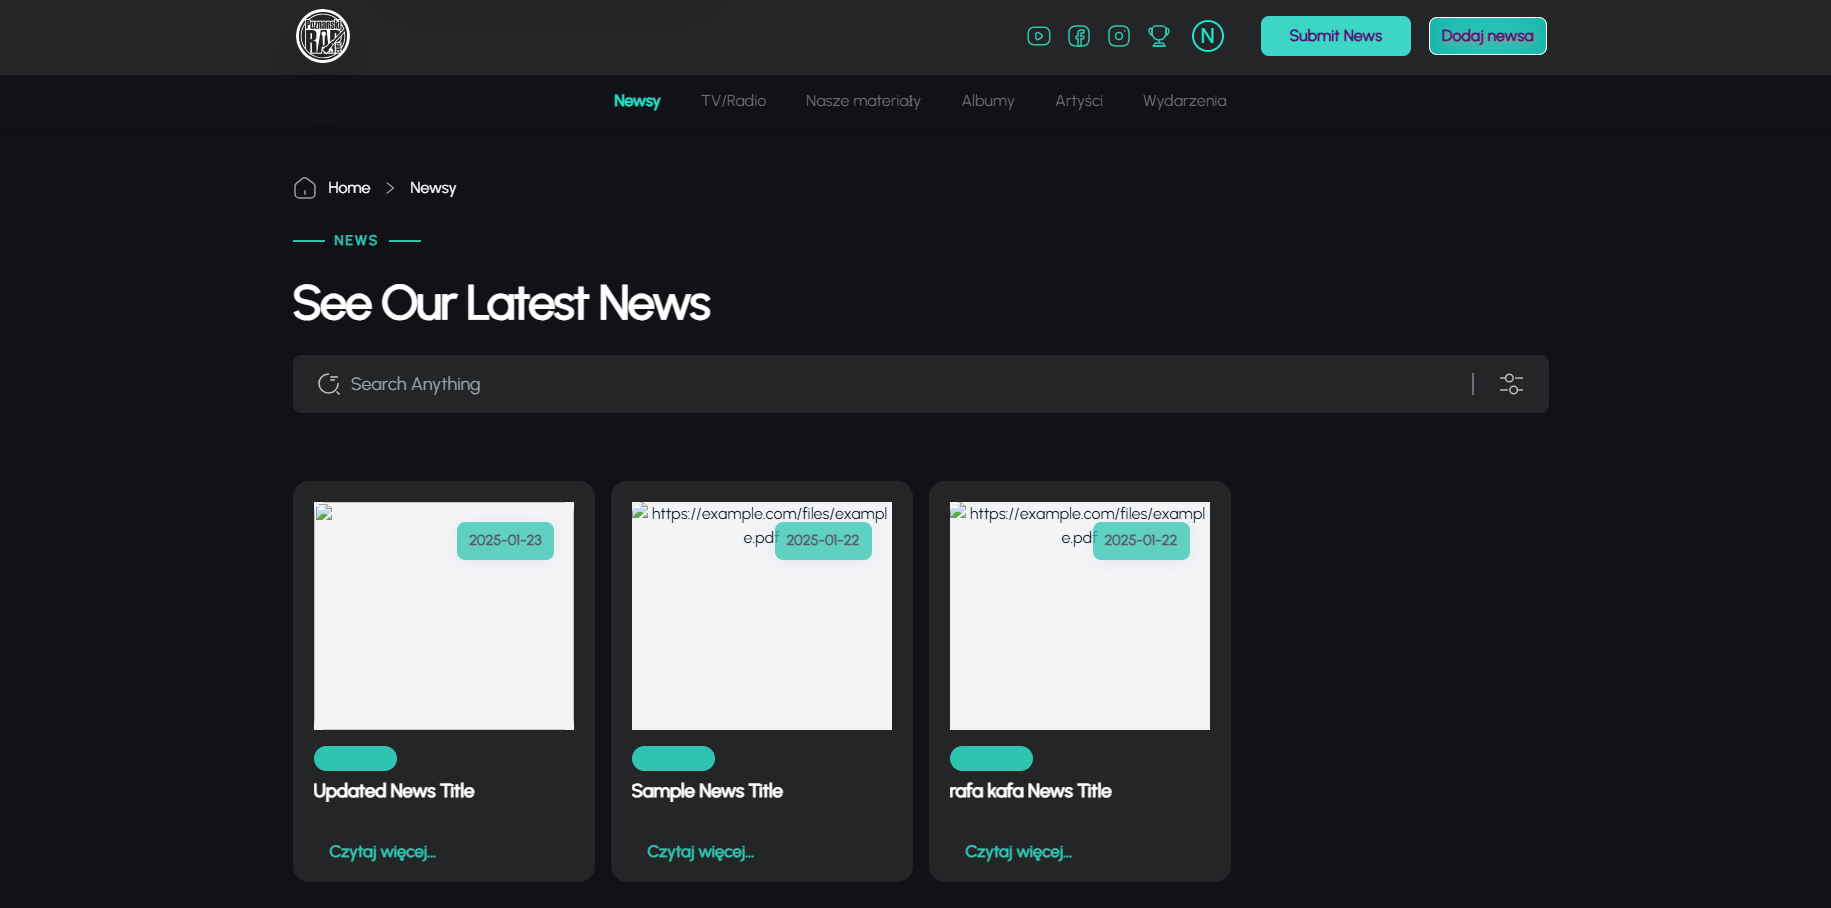 Poznański
RAP
N
Submit News
Dodaj newsa
Newsy
TV/Radio
Nasze materiały
Albumy
Artyści
Wydarzenia
Home
Newsy
NEWS
See Our Latest News
Search Anything
2025-01-23
Updated News Title
Czytaj więcej...
https://example.com/files/exampl
e.pdf
2025-01-22
Sample News Title
Czytaj więcej...
https://example.com/files/exampl
e.pdf
2025-01-22
rafa kafa News Title
Czytaj więcej...